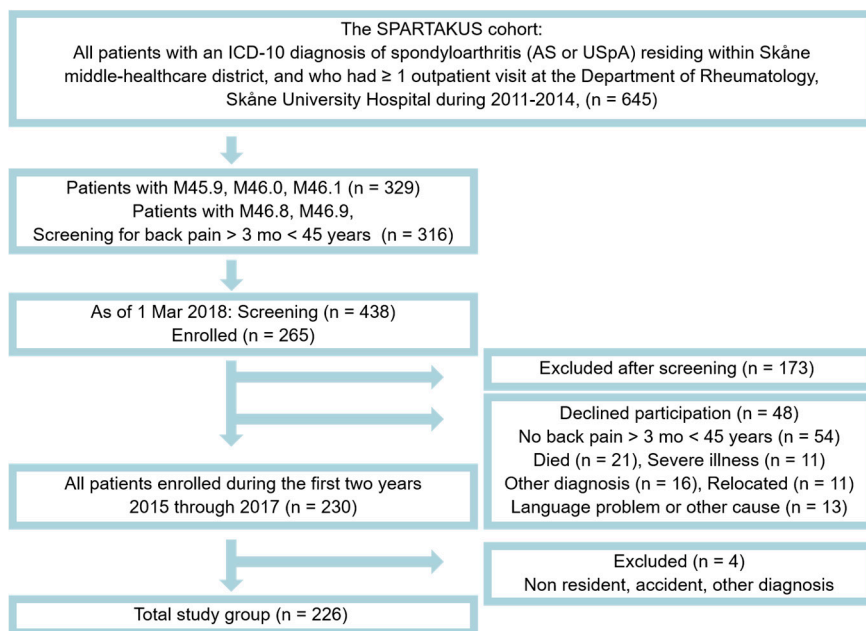 The SPARTAKUS cohort:
All patients with an ICD-10 diagnosis of spondyloarthritis (AS or USpA) residing within Skåne
middle-healthcare district, and who had ≥ 1 outpatient visit at the Department of Rheumatology,
Skåne University Hospital during 2011-2014, (n = 645)
Patients with M45.9, M46.0, M46.1 (n = 329)
Patients with M46.8, M46.9,
Screening for back pain > 3 mo < 45 years (n = 316)
As of 1 Mar 2018: Screening (n = 438)
Enrolled (n = 265)
Excluded after screening (n = 173)
Declined participation (n = 48)
No back pain > 3 mo < 45 years (n = 54)
Died (n = 21), Severe illness (n = 11)
Other diagnosis (n = 16), Relocated (n = 11)
Language problem or other cause (n = 13)
All patients enrolled during the first two years
2015 through 2017 (n = 230)
Excluded (n = 4)
Non resident, accident, other diagnosis
Total study group (n = 226)